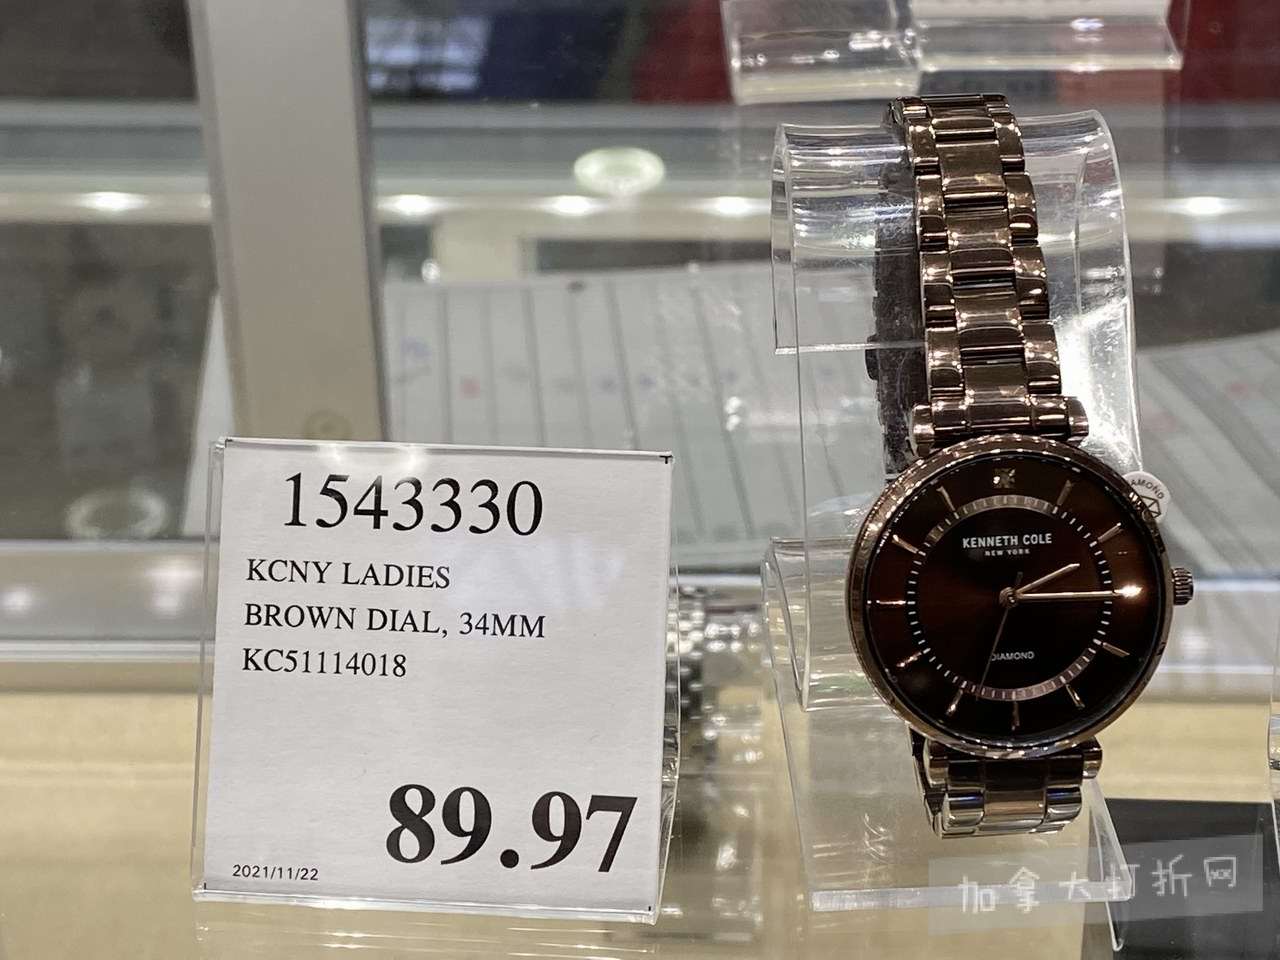 1543330
KCNY LADIES
BROWN DIAL, 34MM
KC51114018
89.97
2021/11/22
KENNETH COLE
NEW YORK
DIAMOND
加拿大打折网